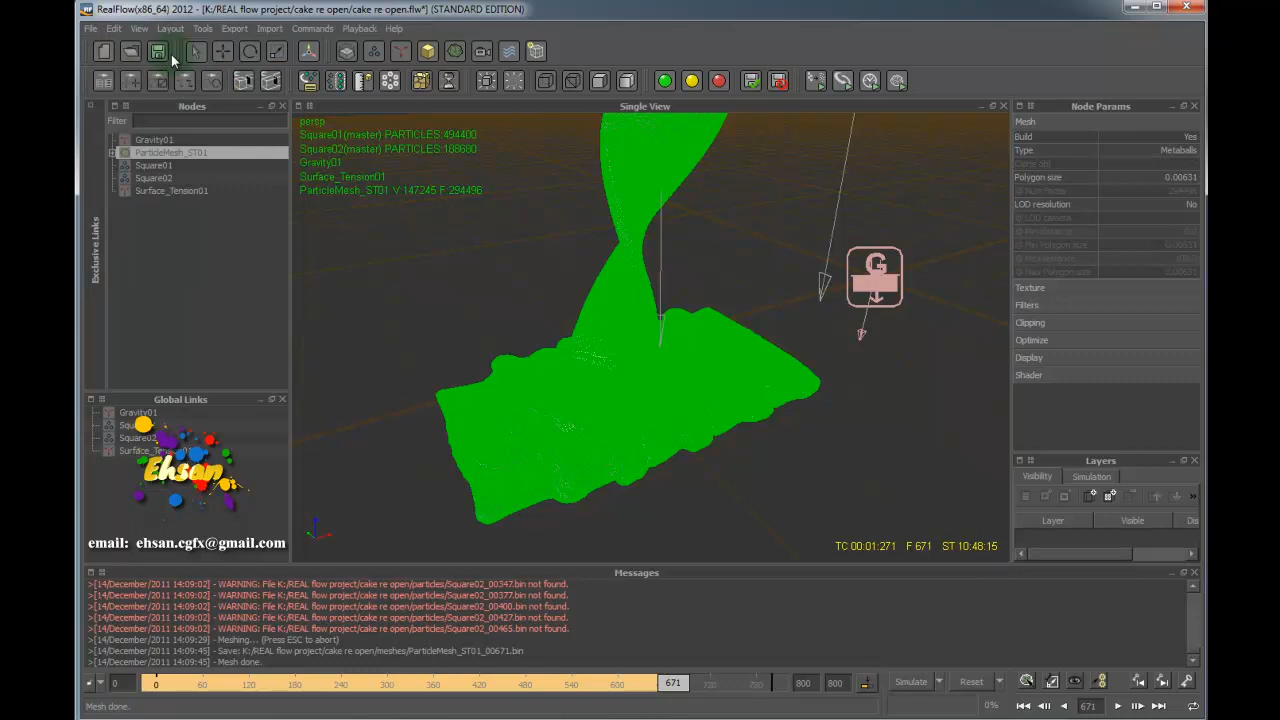 RealFlow(x86_64) 2012 - [K:/REAL flow project/cake re open/cake re open.flw*] (STANDARD EDITION)
File Edit View Layout Tools Export Import Commands Playback Help
Nodes
Filter
Gravity01
ParticleMesh_ST01
Square01
Square02
Surface_Tension01
Exclusive Links
Global Links
Gravity01
Ehsan
email: ehsan.cgfx@gmail.com
Single View
persp
Square01(master) PARTICLES:494400
Square02(master) PARTICLES:188680
Gravity01
Surface_Tension01
ParticleMesh_ST01 V 147245 F 294496
G
TC 00:01:271 F 671 ST 10:48:15
Node Params
Mesh
Build Yes
Type Metaballs
Polygon size 0.00631
LOD resolution No
Texture
Filters
Clipping
Optimize
Display
Shader
Layers
Visibility Simulation
Layer Visible Dis
Messages
>[14/December/2011 14:09:02] - WARNING: File K:/REAL flow project/cake re open/particles/Square02_00347.bin not found.
>[14/December/2011 14:09:02] - WARNING: File K:/REAL flow project/cake re open/particles/Square02_00377.bin not found.
>[14/December/2011 14:09:02] - WARNING: File K:/REAL flow project/cake re open/particles/Square02_00400.bin not found.
>[14/December/2011 14:09:02] - WARNING: File K:/REAL flow project/cake re open/particles/Square02_00427.bin not found.
>[14/December/2011 14:09:02] - WARNING: File K:/REAL flow project/cake re open/particles/Square02_00465.bin not found.
>[14/December/2011 14:09:29] - Meshing... (Press ESC to abort)
>[14/December/2011 14:09:45] - Save: K:/REAL flow project/cake re open/meshes/ParticleMesh_ST01_00671.bin
>[14/December/2011 14:09:45] - Mesh done.
0 0 60 120 180 240 300 360 420 480 540 600 671 720 780 800 800 Simulate Reset
Mesh done.
0% 671